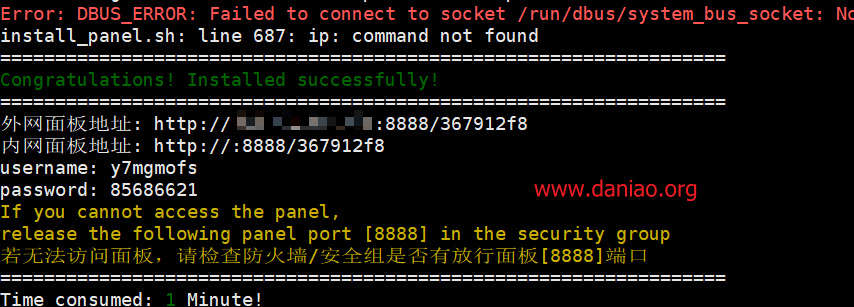 Error: DBUS_ERROR: Failed to connect to socket /run/dbus/system_bus_socket: No
install_panel.sh: line 687: ip: command not found
==================================================================
Congratulations! Installed successfully!
==================================================================
外网面板地址: http:// :8888/367912f8
内网面板地址: http://:8888/367912f8
username: y7mgmofs
password: 85686621
www.daniao.org
If you cannot access the panel,
release the following panel port [8888] in the security group
若无法访问面板，请检查防火墙/安全组是否有放行面板[8888]端口
==================================================================
Time consumed: 1 Minute!